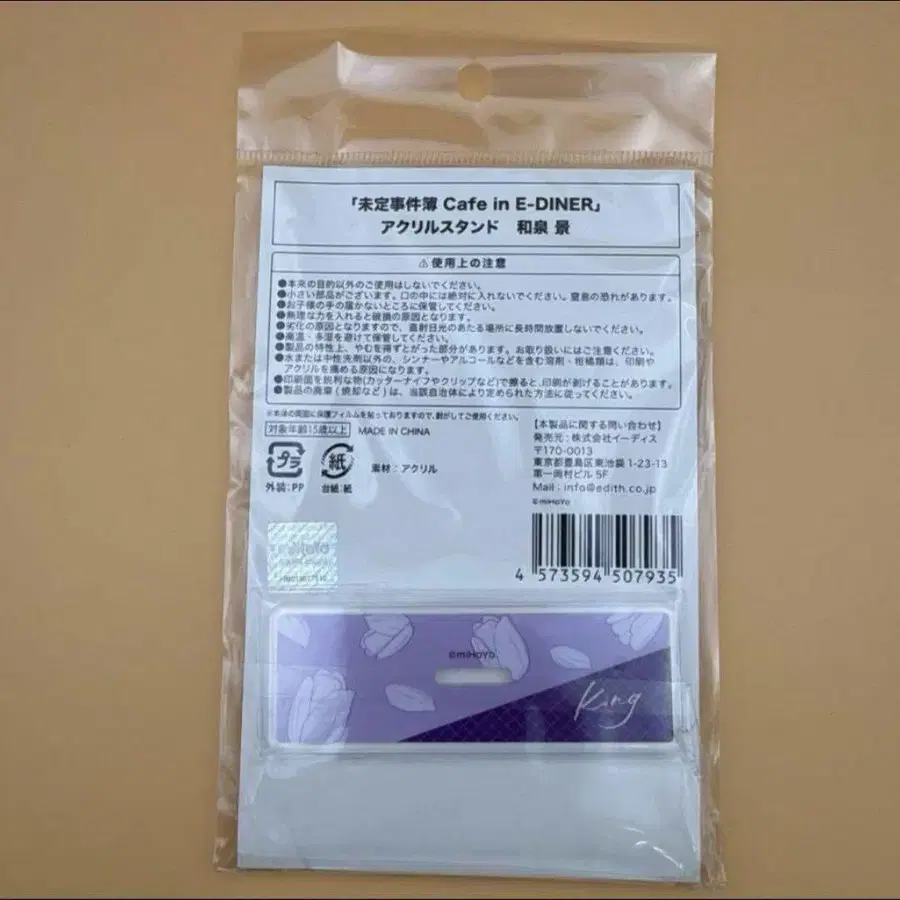 「未定事件簿 Cafe in E-DINER」
アクリルスタンド 和泉 景
⚠使用上の注意
●本来の目的以外のご使用はしないでください。
●小さい部品がございます。口の中には絶対に入れないでください。窒息の恐れがあります。
●お子様の手の届かないところに保管してください。
●無理な力を入れると破損の原因となります。
●劣化の原因となりますので、直射日光のあたる場所に長時間放置しないでください。
●高温・多湿を避けて保管してください。
●製品の特性上、やむを得ずとがった部分があります。お取り扱いにはご注意ください。
●水または中性洗剤以外の、シンナーやアルコールなどを含む溶剤・柑橘類は、印刷や
アクリルを痛める原因になります。
●印刷面を鋭利な物(カッターナイフやクリップなど)で擦ると、印刷が剥げることがあります。
●製品の廃棄(焼却など)は、当該自治体により定められた方法に従ってください。
※本体の両面に保護フィルムを貼っておりますので、剥がしてご使用ください。
対象年齢15歳以上 MADE IN CHINA
プラ 紙
外装:PP 台紙:紙
素材:アクリル
【本製品に関する問い合わせ】
発売元:株式会社イーディス
〒170-0013
東京都豊島区東池袋1-23-13
第一岡村ビル5F
Mail:info@edith.co.jp
©miHoYo
4 573594 507935
©miHoYo
King